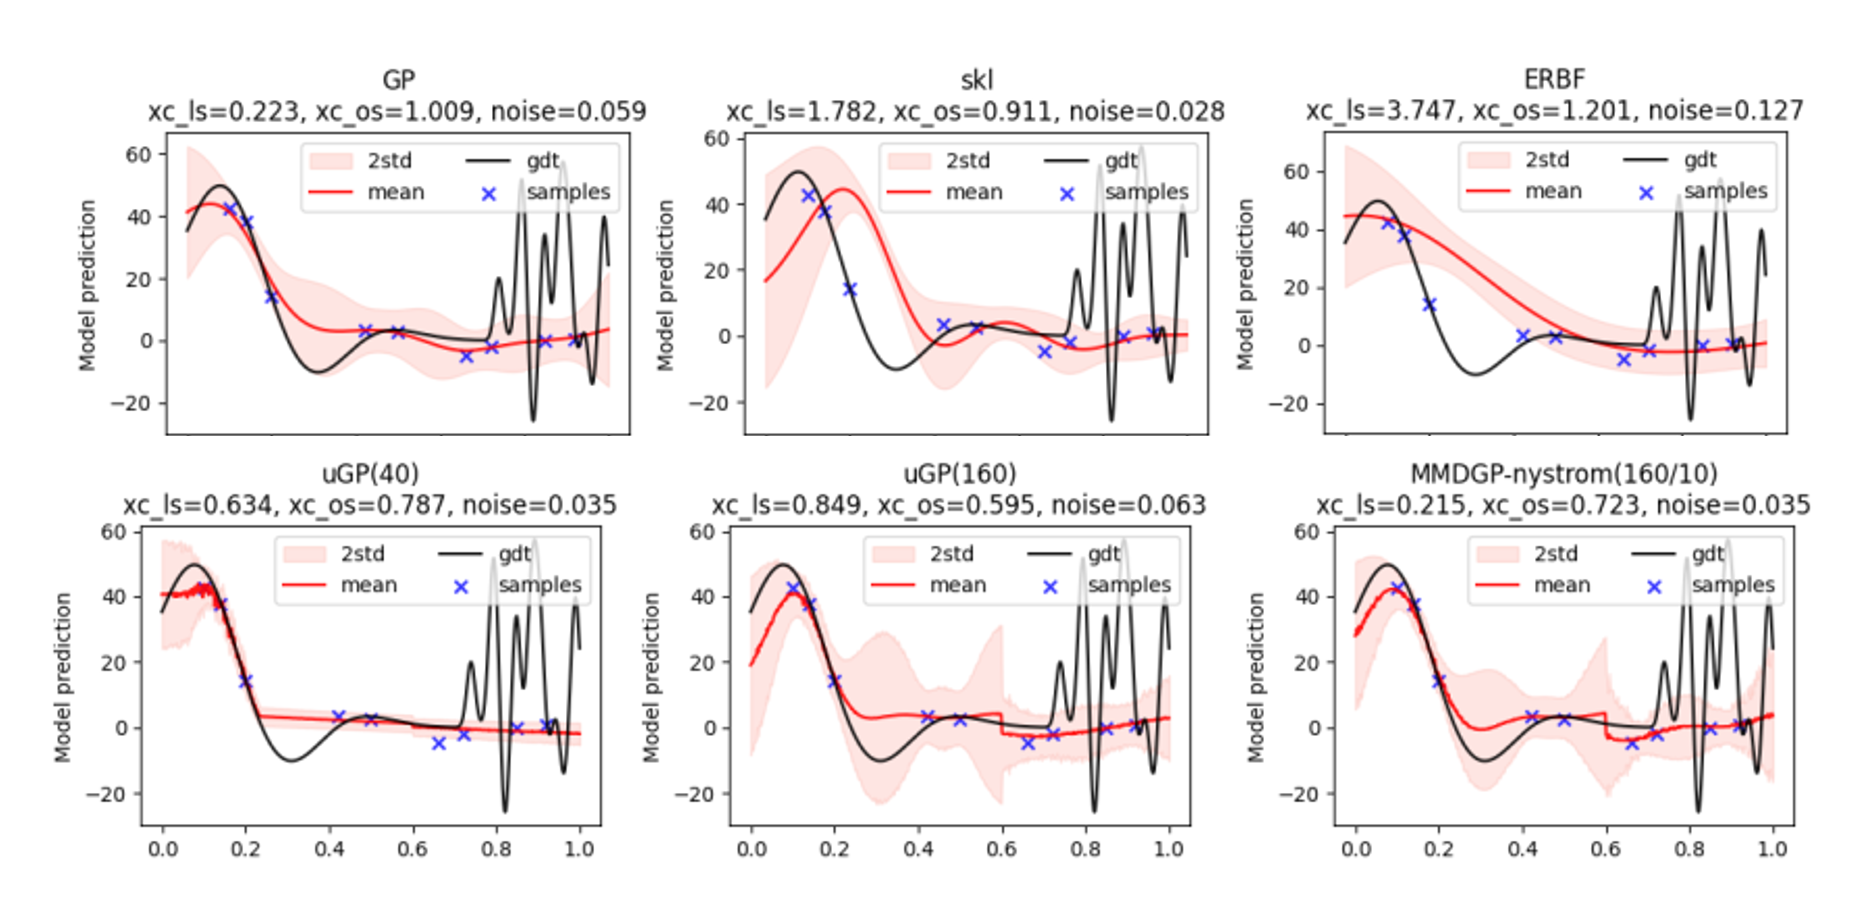 GP
xc_ls=0.223, xc_os=1.009, noise=0.059
60
40
20
0
−20
Model prediction
2std
mean
gdt
samples
skl
xc_ls=1.782, xc_os=0.911, noise=0.028
60
40
20
0
−20
Model prediction
2std
mean
gdt
samples
ERBF
xc_ls=3.747, xc_os=1.201, noise=0.127
60
40
20
0
−20
Model prediction
2std
mean
gdt
samples
uGP(40)
xc_ls=0.634, xc_os=0.787, noise=0.035
60
40
20
0
−20
Model prediction
2std
mean
gdt
samples
0.0 0.2 0.4 0.6 0.8 1.0
uGP(160)
xc_ls=0.849, xc_os=0.595, noise=0.063
60
40
20
0
−20
Model prediction
2std
mean
gdt
samples
0.0 0.2 0.4 0.6 0.8 1.0
MMDGP-nystrom(160/10)
xc_ls=0.215, xc_os=0.723, noise=0.035
60
40
20
0
−20
Model prediction
2std
mean
gdt
samples
0.0 0.2 0.4 0.6 0.8 1.0